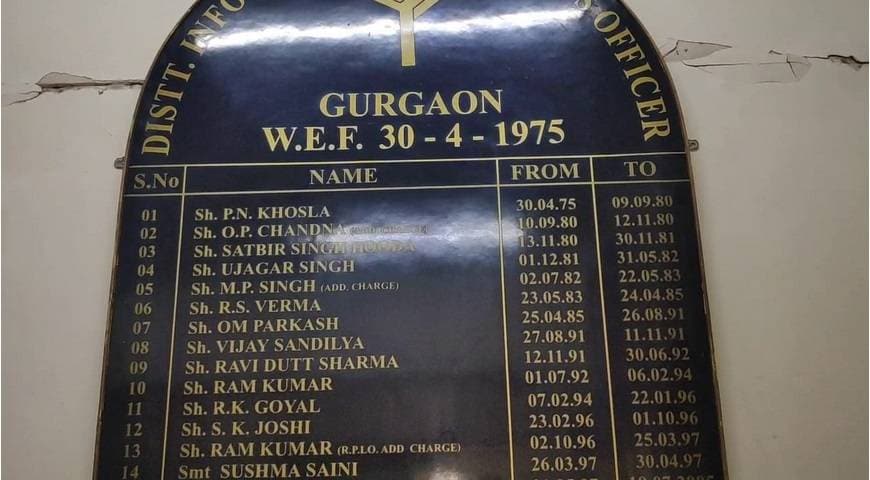 DISTT. INFO
S OFFICER
GURGAON
W.E.F. 30 - 4 - 1975
S.No NAME FROM TO
01 Sh. P.N. KHOSLA 30.04.75 09.09.80
02 Sh. O.P. CHANDNA (ADD CHARGE) 10.09.80 12.11.80
03 Sh. SATBIR SINGH HOODA 13.11.80 30.11.81
04 Sh. UJAGAR SINGH 01.12.81 31.05.82
05 Sh. M.P. SINGH (ADD. CHARGE) 02.07.82 22.05.83
06 Sh. R.S. VERMA 23.05.83 24.04.85
07 Sh. OM PARKASH 25.04.85 26.08.91
08 Sh. VIJAY SANDILYA 27.08.91 11.11.91
09 Sh. RAVI DUTT SHARMA 12.11.91 30.06.92
10 Sh. RAM KUMAR 01.07.92 06.02.94
11 Sh. R.K. GOYAL 07.02.94 22.01.96
12 Sh. S. K. JOSHI 23.02.96 01.10.96
13 Sh. RAM KUMAR (R.P.I.O. ADD CHARGE) 02.10.96 25.03.97
14 Smt SUSHMA SAINI 26.03.97 30.04.97